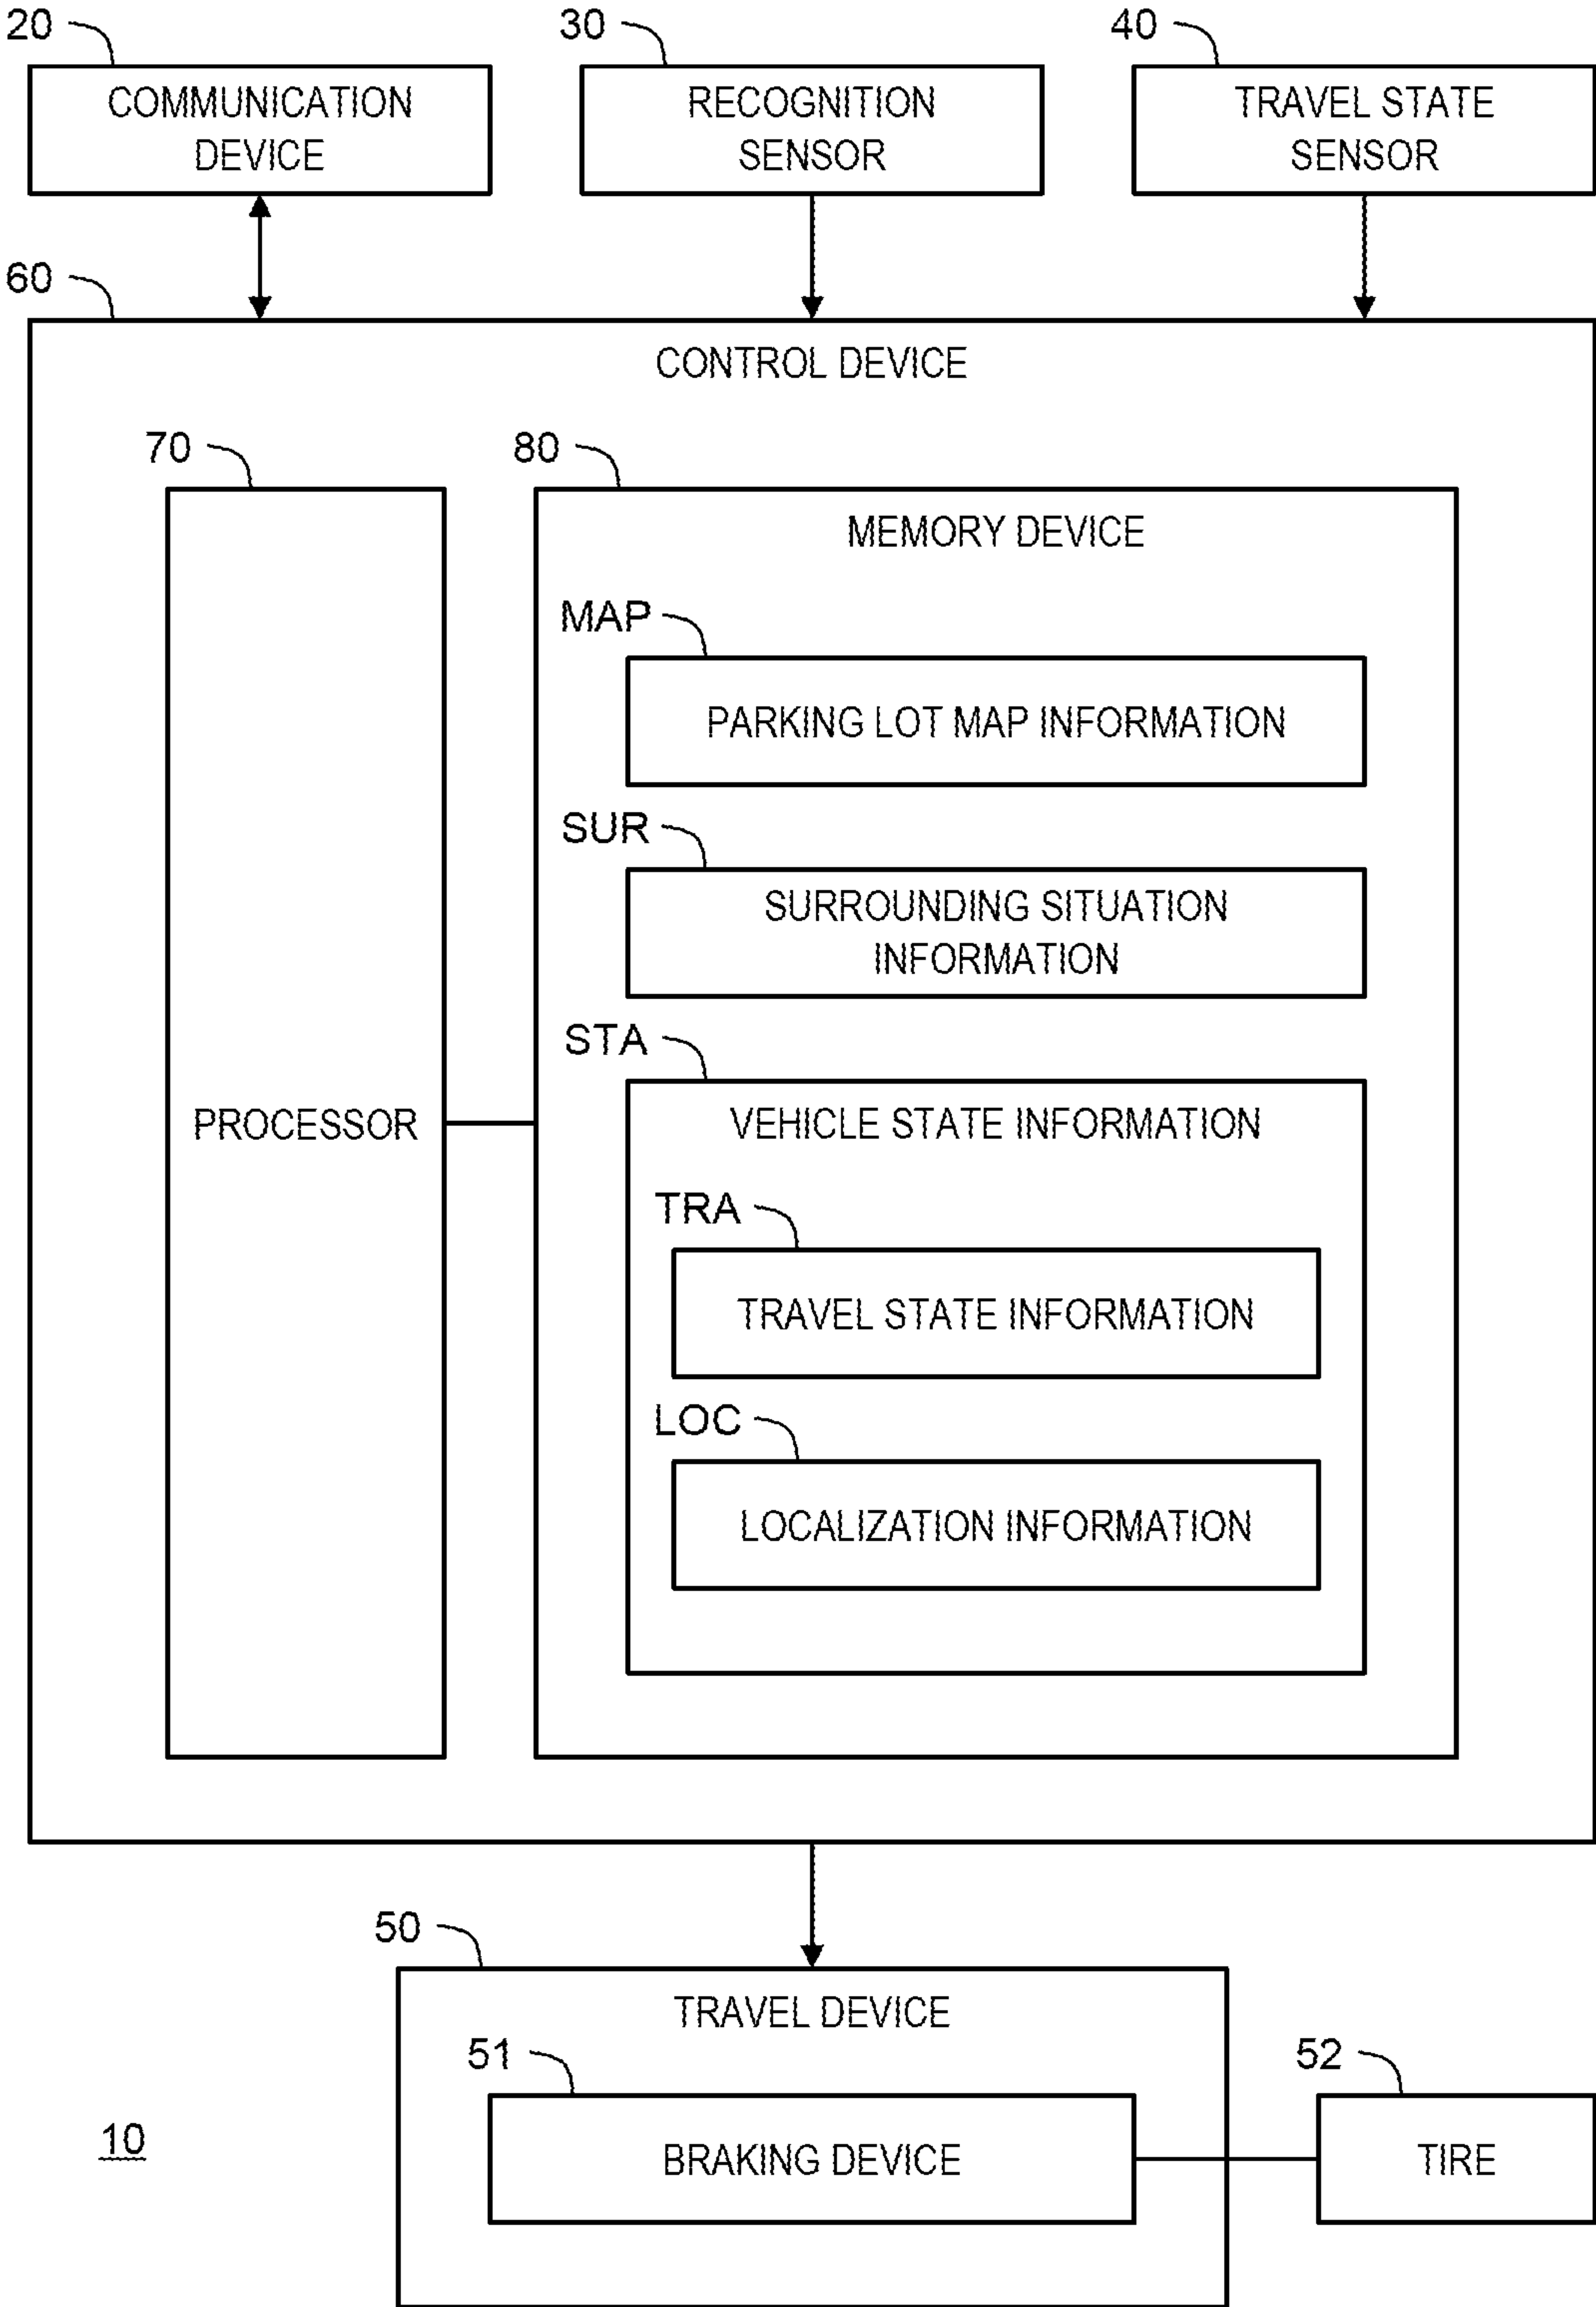 20
30
40
COMMUNICATION
DEVICE
RECOGNITION
SENSOR
TRAVEL STATE
SENSOR
60
CONTROL DEVICE
70
80
PROCESSOR
MEMORY DEVICE
MAP
PARKING LOT MAP INFORMATION
SUR
SURROUNDING SITUATION
INFORMATION
STA
VEHICLE STATE INFORMATION
TRA
TRAVEL STATE INFORMATION
LOC
LOCALIZATION INFORMATION
50
TRAVEL DEVICE
51
BRAKING DEVICE
52
TIRE
10